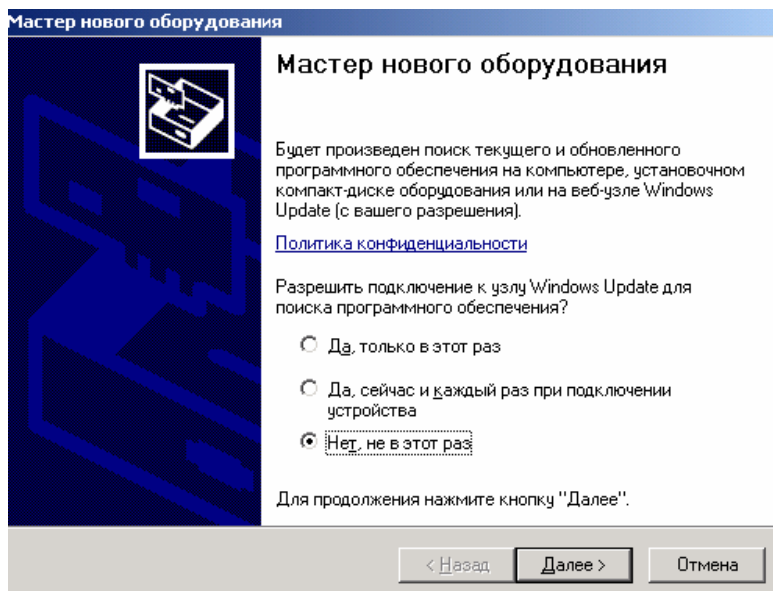 Мастер нового оборудования
Мастер нового оборудования
Будет произведен поиск текущего и обновленного
программного обеспечения на компьютере, установочном
компакт-диске оборудования или на веб-узле Windows
Update (с вашего разрешения).
Политика конфиденциальности
Разрешить подключение к узлу Windows Update для
поиска программного обеспечения?
Да, только в этот раз
Да, сейчас и каждый раз при подключении
устройства
Нет, не в этот раз
Для продолжения нажмите кнопку "Далее".
< Назад Далее > Отмена